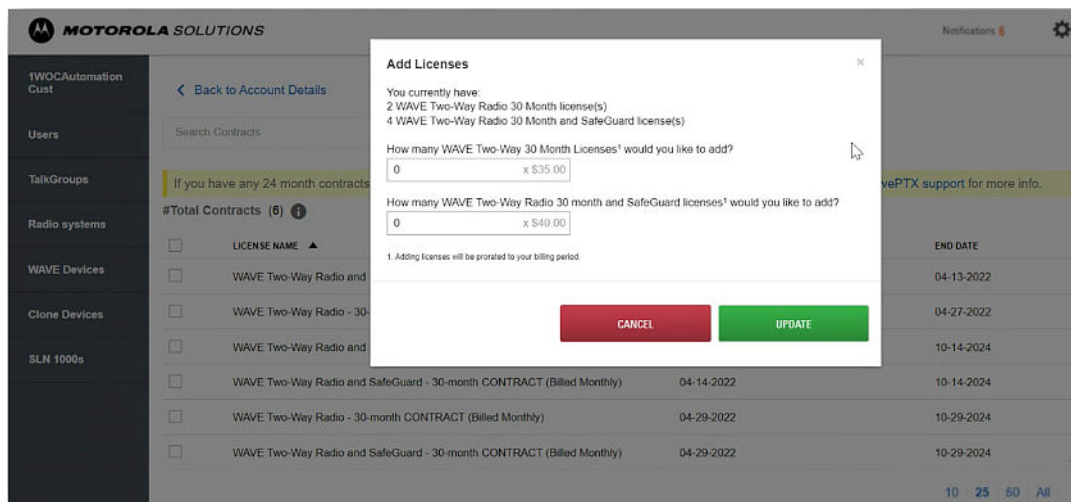 MOTOROLA SOLUTIONS
Notifications 6
1WOCAutomation
Cust
Users
TalkGroups
Radio systems
WAVE Devices
Clone Devices
SLN 1000s
Back to Account Details
Search Contracts
If you have any 24 month contracts
vePTX support for more info.
#Total Contracts (6)
LICENSE NAME
END DATE
WAVE Two-Way Radio and
04-13-2022
WAVE Two-Way Radio - 30-
04-27-2022
WAVE Two-Way Radio and
10-14-2024
WAVE Two-Way Radio and SafeGuard - 30-month CONTRACT (Billed Monthly) 04-14-2022 10-14-2024
WAVE Two-Way Radio - 30-month CONTRACT (Billed Monthly) 04-29-2022 10-29-2024
WAVE Two-Way Radio and SafeGuard - 30-month CONTRACT (Billed Monthly) 04-29-2022 10-29-2024
10 25 50 All
Add Licenses
×
You currently have:
2 WAVE Two-Way Radio 30 Month license(s)
4 WAVE Two-Way Radio 30 Month and SafeGuard license(s)
How many WAVE Two-Way 30 Month Licenses¹ would you like to add?
0 x $35.00
How many WAVE Two-Way Radio 30 month and SafeGuard licenses¹ would you like to add?
0 x $40.00
1. Adding licenses will be prorated to your billing period.
CANCEL
UPDATE